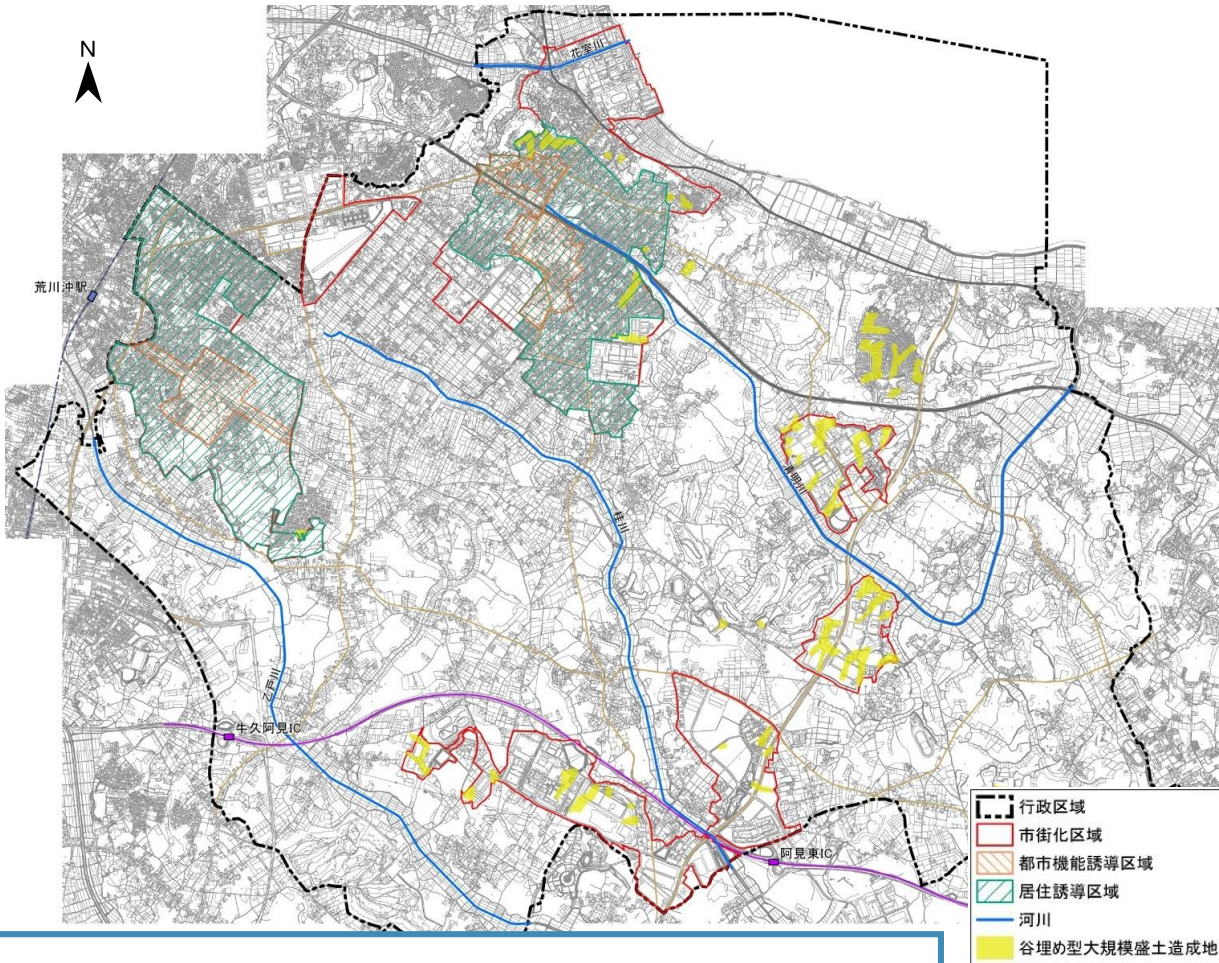 N
花室川
荒川沖駅
清明川
桂川
乙戸川
牛久阿見IC
阿見東IC
行政区域
市街化区域
都市機能誘導区域
居住誘導区域
河川
谷埋め型大規模盛土造成地